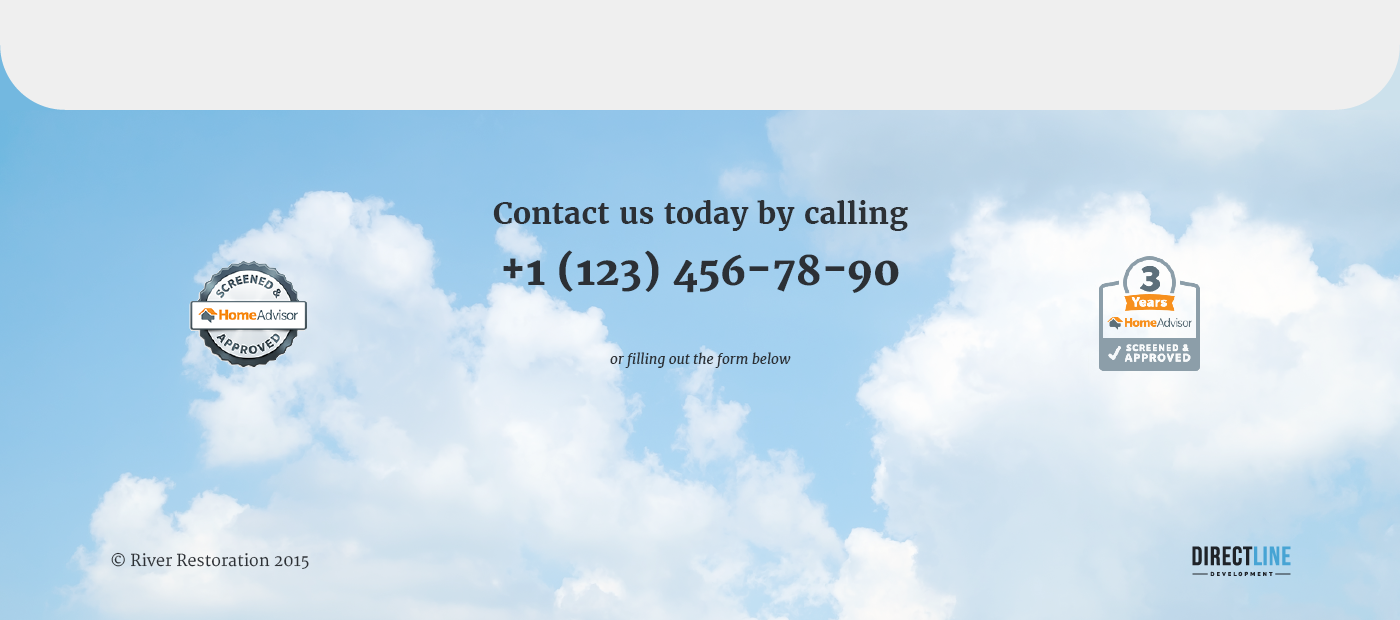 Contact us today by calling
+1 (123) 456-78-90
SCREENED &
HomeAdvisor
APPROVED
3
Years
HomeAdvisor
SCREENED &
APPROVED
or filling out the form below
© River Restoration 2015
DIRECTLINE
DEVELOPMENT